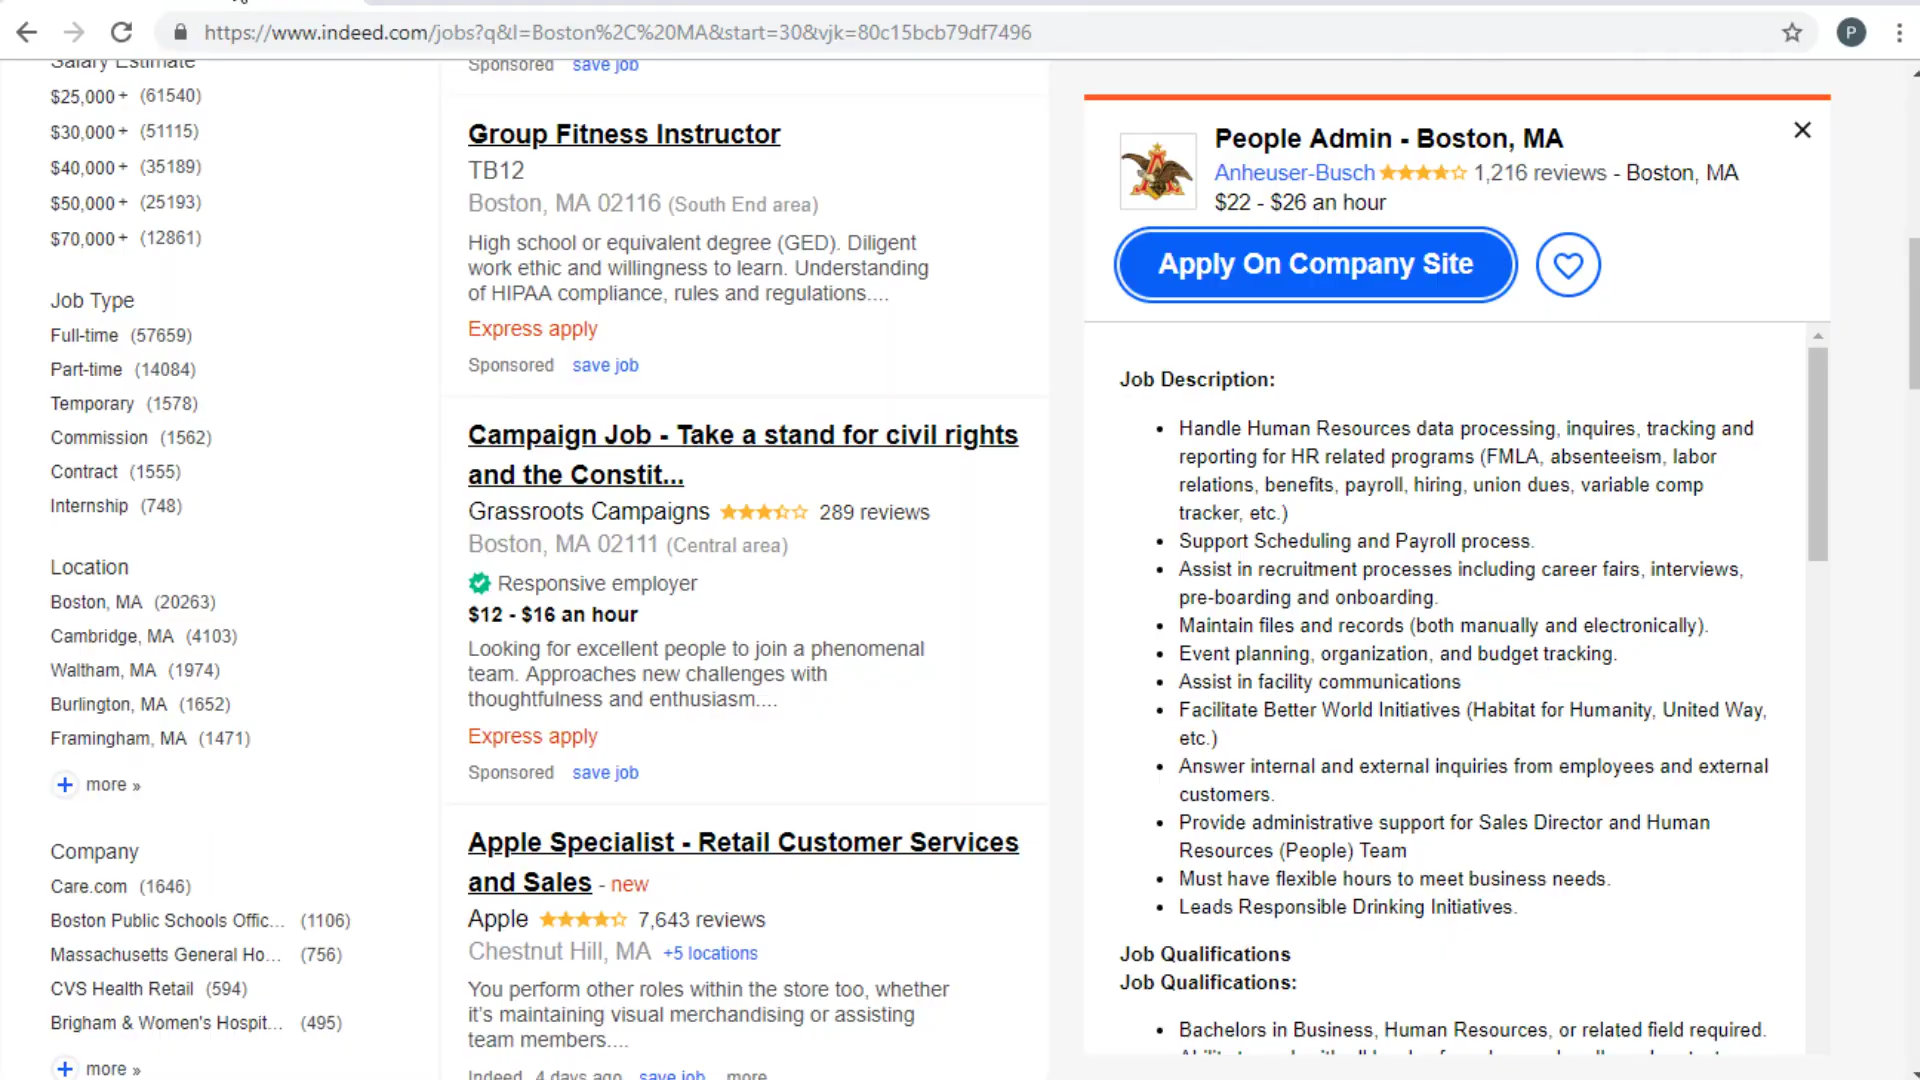 https://www.indeed.com/jobs?q&l=Boston%2C%20MA&start=30&vjk=80c15bcb79df7496
P
Salary Estimate
$25,000+ (61540)
$30,000+ (51115)
$40,000+ (35189)
$50,000+ (25193)
$70,000+ (12861)
Job Type
Full-time (57659)
Part-time (14084)
Temporary (1578)
Commission (1562)
Contract (1555)
Internship (748)
Location
Boston, MA (20263)
Cambridge, MA (4103)
Waltham, MA (1974)
Burlington, MA (1652)
Framingham, MA (1471)
+ more »
Company
Care.com (1646)
Boston Public Schools Offic... (1106)
Massachusetts General Ho... (756)
CVS Health Retail (594)
Brigham & Women's Hospit... (495)
+ more »
Sponsored save job
Group Fitness Instructor
TB12
Boston, MA 02116 (South End area)
High school or equivalent degree (GED). Diligent
work ethic and willingness to learn. Understanding
of HIPAA compliance, rules and regulations....
Express apply
Sponsored save job
Campaign Job - Take a stand for civil rights
and the Constit...
Grassroots Campaigns 289 reviews
Boston, MA 02111 (Central area)
Responsive employer
$12 - $16 an hour
Looking for excellent people to join a phenomenal
team. Approaches new challenges with
thoughtfulness and enthusiasm....
Express apply
Sponsored save job
Apple Specialist - Retail Customer Services
and Sales - new
Apple 7,643 reviews
Chestnut Hill, MA +5 locations
You perform other roles within the store too, whether
it's maintaining visual merchandising or assisting
team members....
Indeed 4 days ago save job more
People Admin - Boston, MA
Anheuser-Busch 1,216 reviews - Boston, MA
$22 - $26 an hour
Apply On Company Site
Job Description:
• Handle Human Resources data processing, inquires, tracking and
reporting for HR related programs (FMLA, absenteeism, labor
relations, benefits, payroll, hiring, union dues, variable comp
tracker, etc.)
• Support Scheduling and Payroll process.
• Assist in recruitment processes including career fairs, interviews,
pre-boarding and onboarding.
• Maintain files and records (both manually and electronically).
• Event planning, organization, and budget tracking.
• Assist in facility communications
• Facilitate Better World Initiatives (Habitat for Humanity, United Way,
etc.)
• Answer internal and external inquiries from employees and external
customers.
• Provide administrative support for Sales Director and Human
Resources (People) Team
• Must have flexible hours to meet business needs.
• Leads Responsible Drinking Initiatives.
Job Qualifications
Job Qualifications:
• Bachelors in Business, Human Resources, or related field required.